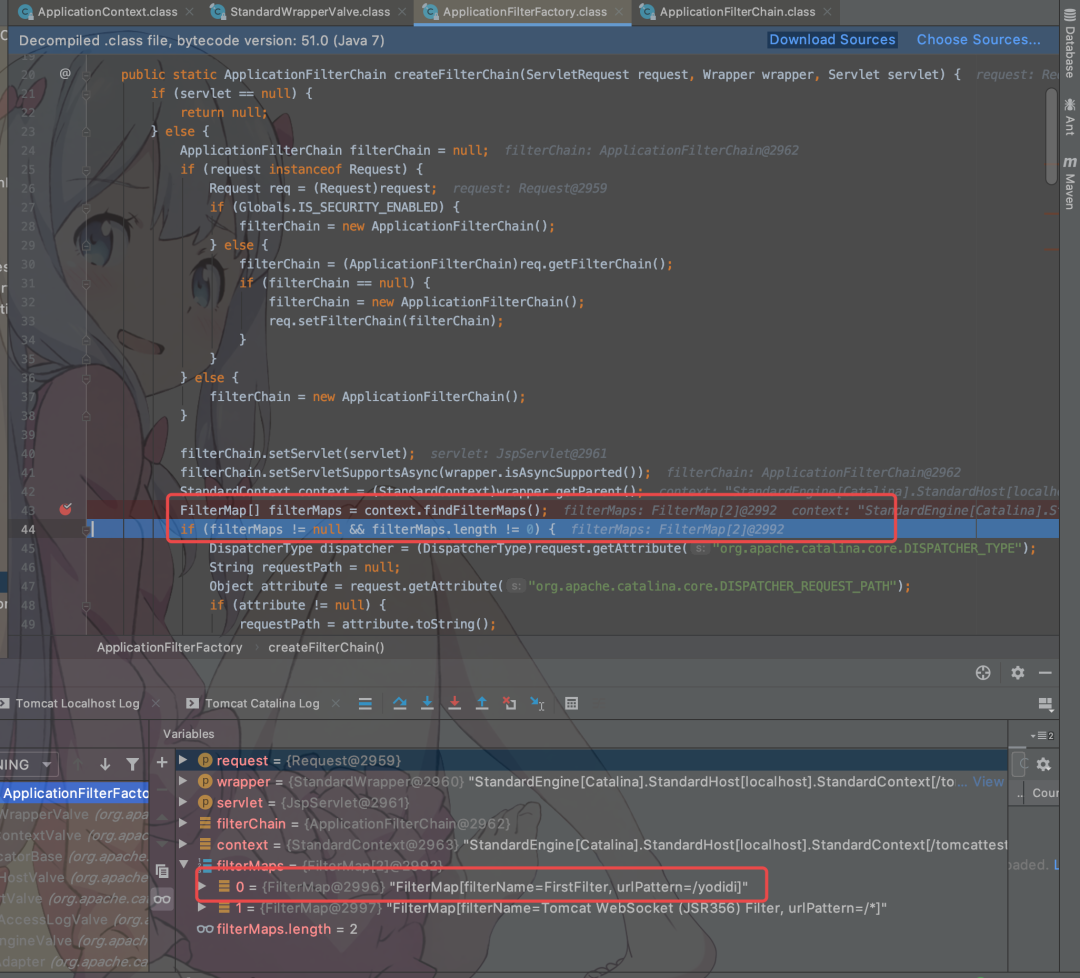 ApplicationContext.class × StandardWrapperValve.class × ApplicationFilterFactory.class × ApplicationFilterChain.class ×
Decompiled .class file, bytecode version: 51.0 (Java 7) Download Sources Choose Sources...
20 @ public static ApplicationFilterChain createFilterChain(ServletRequest request, Wrapper wrapper, Servlet servlet) { request: Re
21 if (servlet == null) {
22 return null;
23 } else {
24 ApplicationFilterChain filterChain = null; filterChain: ApplicationFilterChain@2962
25 if (request instanceof Request) {
26 Request req = (Request)request; request: Request@2959
27 if (Globals.IS_SECURITY_ENABLED) {
28 filterChain = new ApplicationFilterChain();
29 } else {
30 filterChain = (ApplicationFilterChain)req.getFilterChain();
31 if (filterChain == null) {
32 filterChain = new ApplicationFilterChain();
33 req.setFilterChain(filterChain);
34 }
35 }
36 } else {
37 filterChain = new ApplicationFilterChain();
38 }
39
40 filterChain.setServlet(servlet); servlet: JspServlet@2961
41 filterChain.setServletSupportsAsync(wrapper.isAsyncSupported()); filterChain: ApplicationFilterChain@2962
42 StandardContext context = (StandardContext)wrapper.getParent(); context: "StandardEngine[Catalina].StandardHost[localh
43 FilterMap[] filterMaps = context.findFilterMaps(); filterMaps: FilterMap[2]@2992 context: "StandardEngine[Catalina].S
44 if (filterMaps != null && filterMaps.length != 0) { filterMaps: FilterMap[2]@2992
45 DispatcherType dispatcher = (DispatcherType)request.getAttribute( s: "org.apache.catalina.core.DISPATCHER_TYPE");
46 String requestPath = null;
47 Object attribute = request.getAttribute( s: "org.apache.catalina.core.DISPATCHER_REQUEST_PATH");
48 if (attribute != null) {
49 requestPath = attribute.toString();
ApplicationFilterFactory › createFilterChain()
Database
Ant
m Maven
Tomcat Localhost Log × Tomcat Catalina Log ×
Variables
NING
ApplicationFilterFacto
WrapperValve (org.apa
ContextValve (org.apa
catorBase (org.apache.
HostValve (org.apache.
rtValve (org.apache.ca
AccessLogValve (org.a
EngineValve (org.apach
Adapter (org.apache.ca
request = {Request@2959}
wrapper = {StandardWrapper@2960} "StandardEngine[Catalina].StandardHost[localhost].StandardContext[/to... View
servlet = {JspServlet@2961}
filterChain = {ApplicationFilterChain@2962}
context = {StandardContext@2963} "StandardEngine[Catalina].StandardHost[localhost].StandardContext[/tomcattest
filterMaps = {FilterMap[2]@2992}
0 = {FilterMap@2996} "FilterMap[filterName=FirstFilter, urlPattern=/yodidi]"
1 = {FilterMap@2997} "FilterMap[filterName=Tomcat WebSocket (JSR356) Filter, urlPattern=/*]"
filterMaps.length = 2
2
.. Cour
oaded. L